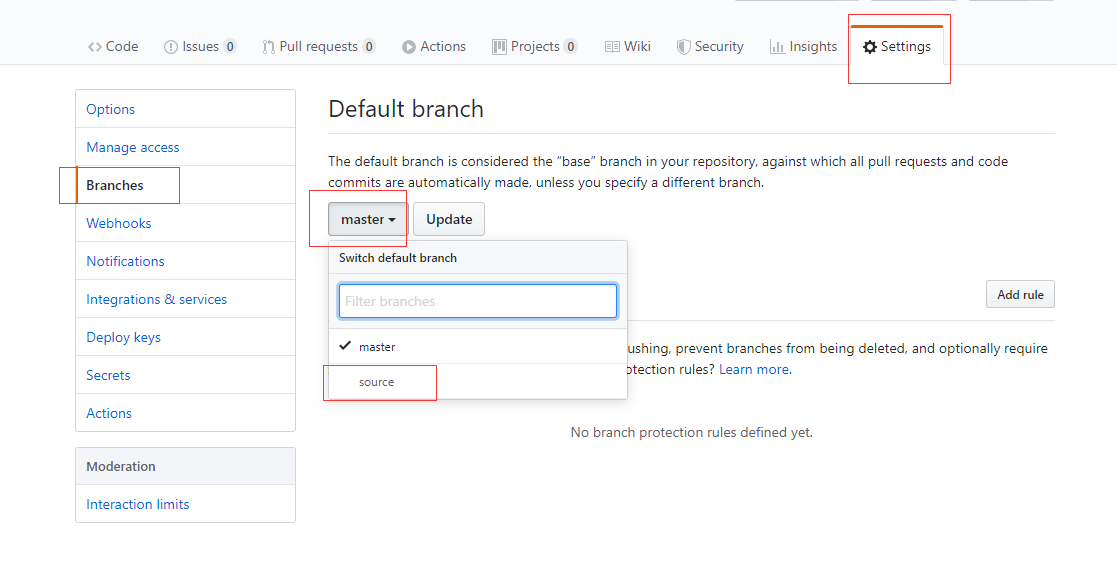 Code Issues 0 Pull requests 0 Actions Projects 0 Wiki Security Insights Settings
Options
Manage access
Branches
Webhooks
Notifications
Integrations & services
Deploy keys
Secrets
Actions
Moderation
Interaction limits
Default branch
The default branch is considered the “base” branch in your repository, against which all pull requests and code
commits are automatically made, unless you specify a different branch.
master Update
Switch default branch
Filter branches
master
source
Add rule
ushing, prevent branches from being deleted, and optionally require
otection rules? Learn more.
No branch protection rules defined yet.